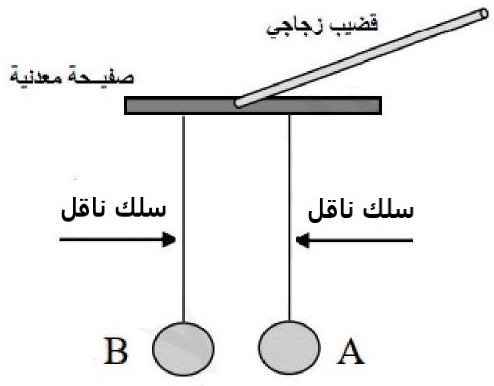 قضيب زجاجي
صفيحة معدنية
سلك ناقل
سلك ناقل
A
B